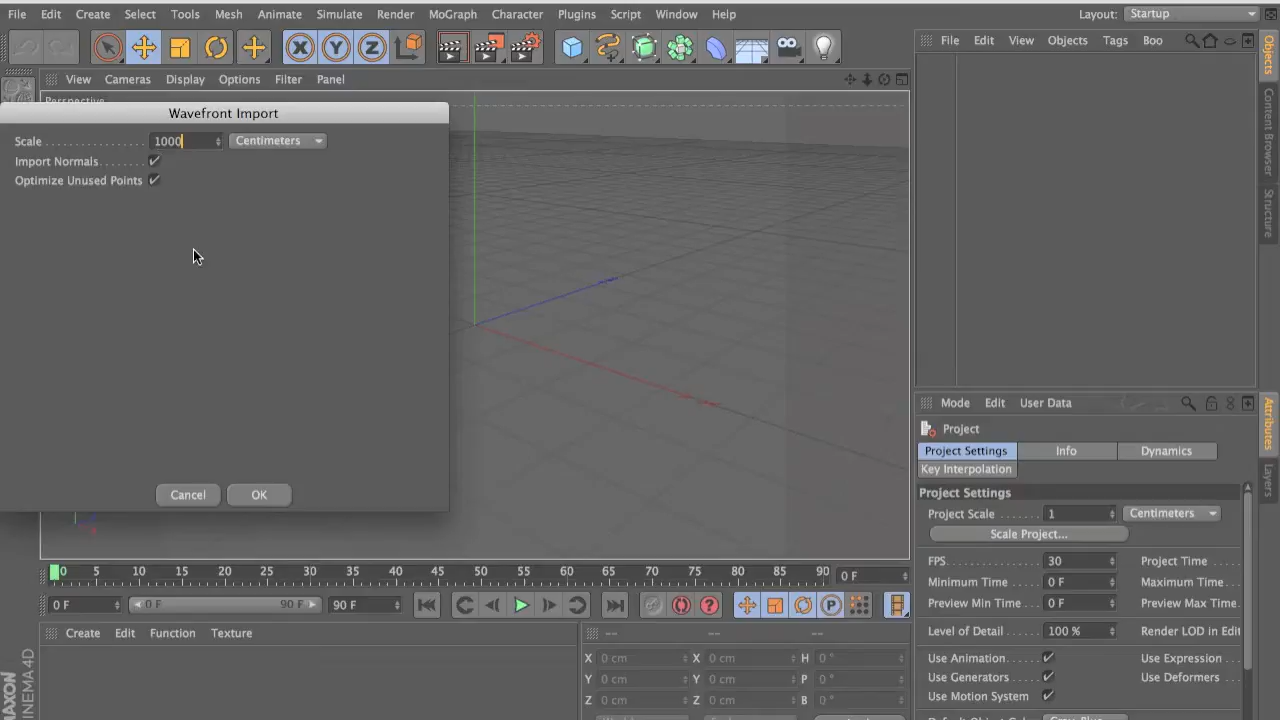 File Edit Create Select Tools Mesh Animate Simulate Render MoGraph Character Plugins Script Window Help Layout: Startup
File Edit View Objects Tags Boo
View Cameras Display Options Filter Panel
Perspective
Wavefront Import
Scale 1000 Centimeters
Import Normals
Optimize Unused Points
Cancel OK
Objects
Content Browser
Structure
Mode Edit User Data
Project
Project Settings Info Dynamics
Key Interpolation
Project Settings
Project Scale 1 Centimeters
Scale Project...
FPS 30 Project Time
Minimum Time 0 F Maximum Time
Preview Min Time 0 F Preview Max Time
Level of Detail 100 % Render LOD in Edit
Use Animation Use Expression
Use Generators Use Deformers
Use Motion System
Attributes
Layers
0 5 10 15 20 25 30 35 40 45 50 55 60 65 70 75 80 85 90 0 F
0 F 0 F 90 F 90 F
Create Edit Function Texture
-- -- --
X 0 cm X 0 cm H 0 °
Y 0 cm Y 0 cm P 0 °
Z 0 cm Z 0 cm B 0 °
MAXON
CINEMA 4D